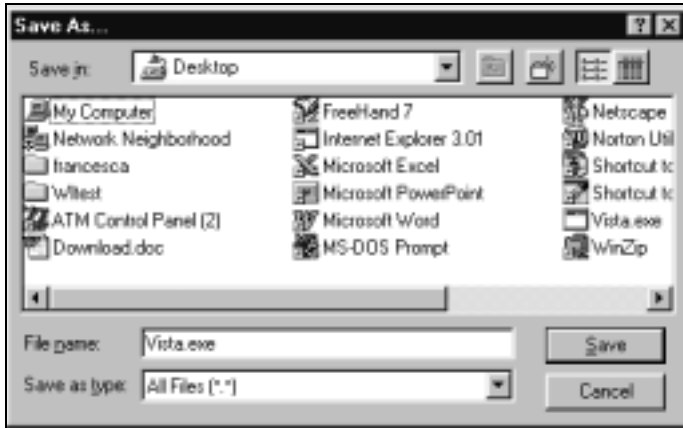 Save As...
Save in: Desktop
My Computer
Network Neighborhood
francesca
Wltest
ATM Control Panel (2)
Download.doc
FreeHand 7
Internet Explorer 3.01
Microsoft Excel
Microsoft PowerPoint
Microsoft Word
MS-DOS Prompt
Netscape
Norton Util
Shortcut to
Shortcut to
Vista.exe
WinZip
File name: Vista.exe
Save
Save as type: All Files (*.*)
Cancel